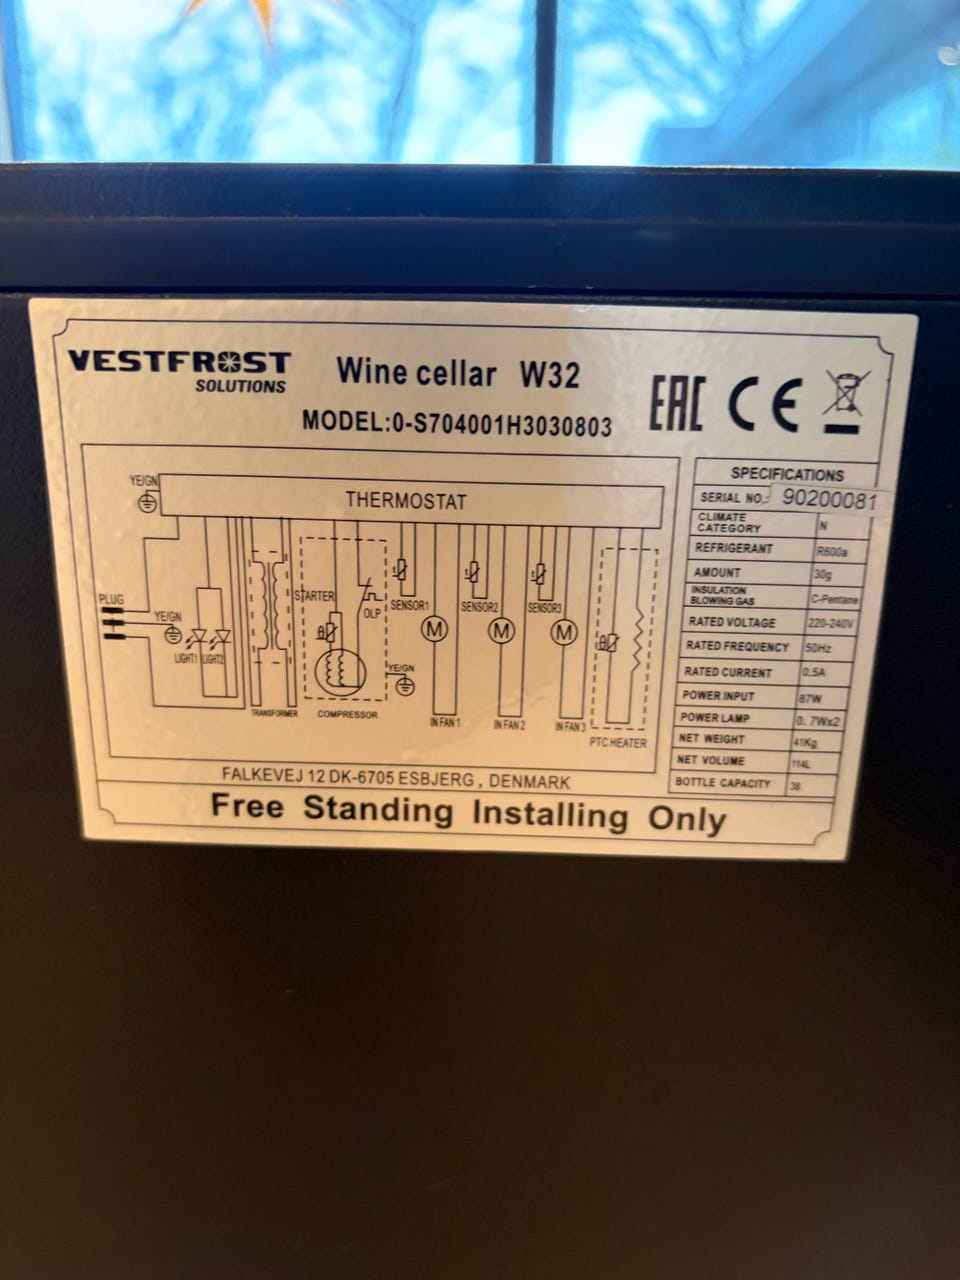 VESTFROST
SOLUTIONS
Wine cellar W32
MODEL:0-S704001H3030803
EAC CE
YE/GN
THERMOSTAT
PLUG
YE/GN
LIGHT1 LIGHT2
TRANSFORMER
STARTER
OLP
COMPRESSOR
YE/GN
SENSOR1
SENSOR2
SENSOR3
M
M
M
IN FAN 1
IN FAN 2
IN FAN 3
PTC HEATER
SPECIFICATIONS
SERIAL NO.: 90200081
CLIMATE CATEGORY N
REFRIGERANT R600a
AMOUNT 30g
INSULATION BLOWING GAS C-Pentane
RATED VOLTAGE 220-240V
RATED FREQUENCY 50Hz
RATED CURRENT 0.5A
POWER INPUT 87W
POWER LAMP 0.7Wx2
NET WEIGHT 41Kg
NET VOLUME 114L
BOTTLE CAPACITY 38
FALKEVEJ 12 DK-6705 ESBJERG , DENMARK
Free Standing Installing Only